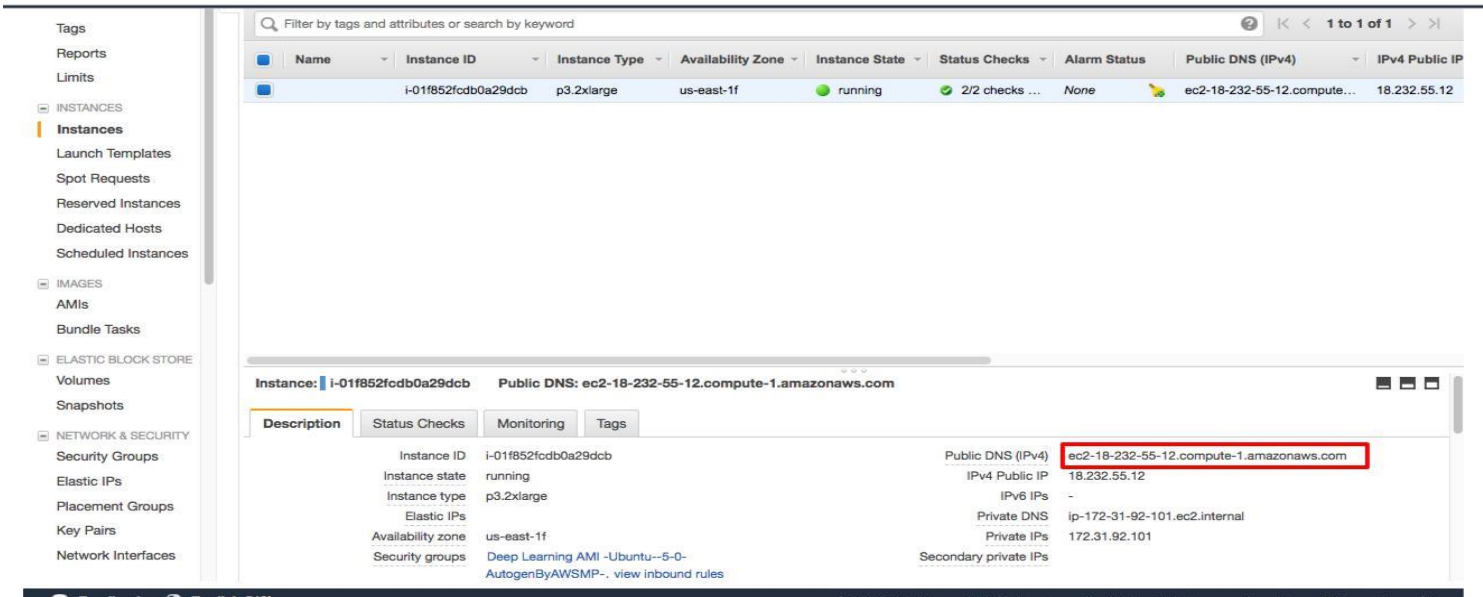 Tags
Reports
Limits
INSTANCES
Instances
Launch Templates
Spot Requests
Reserved Instances
Dedicated Hosts
Scheduled Instances
IMAGES
AMIs
Bundle Tasks
ELASTIC BLOCK STORE
Volumes
Snapshots
NETWORK & SECURITY
Security Groups
Elastic IPs
Placement Groups
Key Pairs
Network Interfaces
Filter by tags and attributes or search by keyword
1 to 1 of 1
Name Instance ID Instance Type Availability Zone Instance State Status Checks Alarm Status Public DNS (IPv4) IPv4 Public IP
i-01f852fcdb0a29dcb p3.2xlarge us-east-1f running 2/2 checks ... None ec2-18-232-55-12.compute... 18.232.55.12
Instance: i-01f852fcdb0a29dcb Public DNS: ec2-18-232-55-12.compute-1.amazonaws.com
Description Status Checks Monitoring Tags
Instance ID i-01f852fcdb0a29dcb Public DNS (IPv4) ec2-18-232-55-12.compute-1.amazonaws.com
Instance state running IPv4 Public IP 18.232.55.12
Instance type p3.2xlarge IPv6 IPs -
Elastic IPs Private DNS ip-172-31-92-101.ec2.internal
Availability zone us-east-1f Private IPs 172.31.92.101
Security groups Deep Learning AMI -Ubuntu--5-0- Secondary private IPs
AutogenByAWSMP-. view inbound rules